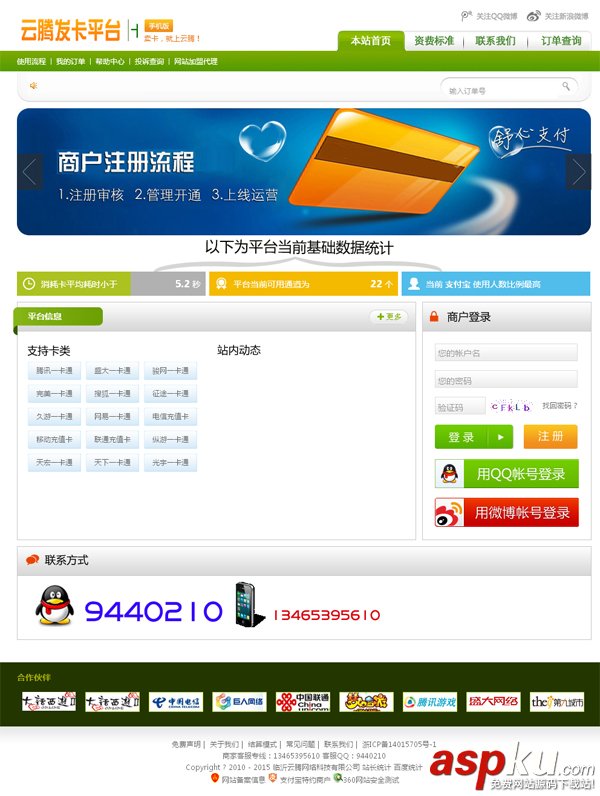 关注QQ微博 关注新浪微博
云腾发卡平台 手机版
卖卡,就上云腾!
本站首页 资费标准 联系我们 订单查询
使用流程 | 我的订单 | 帮助中心 | 投诉查询 | 网站加盟代理
输入订单号
商户注册流程
1.注册审核 2.管理开通 3.上线运营
舒心支付
以下为平台当前基础数据统计
消耗卡平均耗时小于 5.2 秒
平台当前可用通道为 22 个
当前 支付宝 使用人数比例最高
平台信息 更多
支持卡类 站内动态
腾讯一卡通 盛大一卡通 骏网一卡通
完美一卡通 搜狐一卡通 征途一卡通
久游一卡通 网易一卡通 电信充值卡
移动充值卡 联通充值卡 纵游一卡通
天宏一卡通 天下一卡通 光宇一卡通
商户登录
您的帐户名
您的密码
验证码 cFkLb 找回密码?
登 录 注 册
用QQ帐号登录
用微博帐号登录
联系方式
9440210 13465395610
合作伙伴
大话西游II 大话西游II 中国电信 CHINA TELECOM 巨人网络 中国联通 China unicom 腾讯游戏 盛大网络 the9 第九城市
免费声明 | 关于我们 | 结算模式 | 常见问题 | 联系我们 | 浙ICP备14015705号-1
商家客服专线:13465395610 客服QQ:9440210
Copyright ? 2010 - 2015 临沂云腾网络科技有限公司 站长统计 百度统计
网站备案信息 支付宝特约商户 360网站安全测试
aspku.com
免费网站源码下载站!